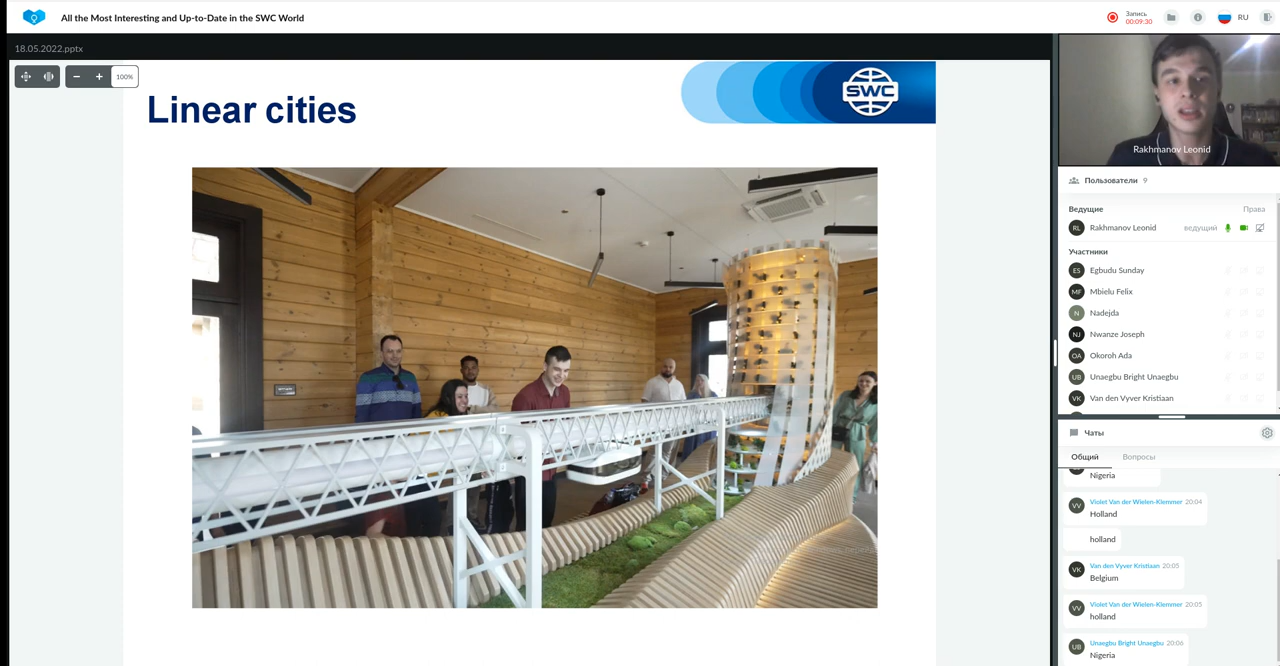 All the Most Interesting and Up-to-Date in the SWC World
Запись
00:09:30
RU
18.05.2022.pptx
100%
Linear cities
SWC
Rakhmanov Leonid
Пользователи 9
Ведущие Права
RL Rakhmanov Leonid ведущий
Участники
ES Egbudu Sunday
MF Mbielu Felix
N Nadejda
NJ Nwanze Joseph
OA Okoroh Ada
UB Unaegbu Bright Unaegbu
VK Van den Vyver Kristiaan
Чаты
Общий Вопросы
Nigeria
VV Violet Van der Wielen-Klemmer 20:04
Holland
holland
VK Van den Vyver Kristiaan 20:05
Belgium
VV Violet Van der Wielen-Klemmer 20:05
holland
UB Unaegbu Bright Unaegbu 20:06
Nigeria